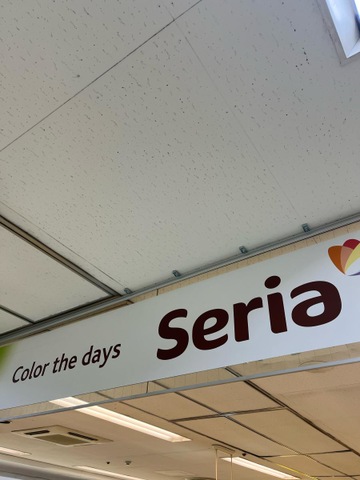 Color the days Seria